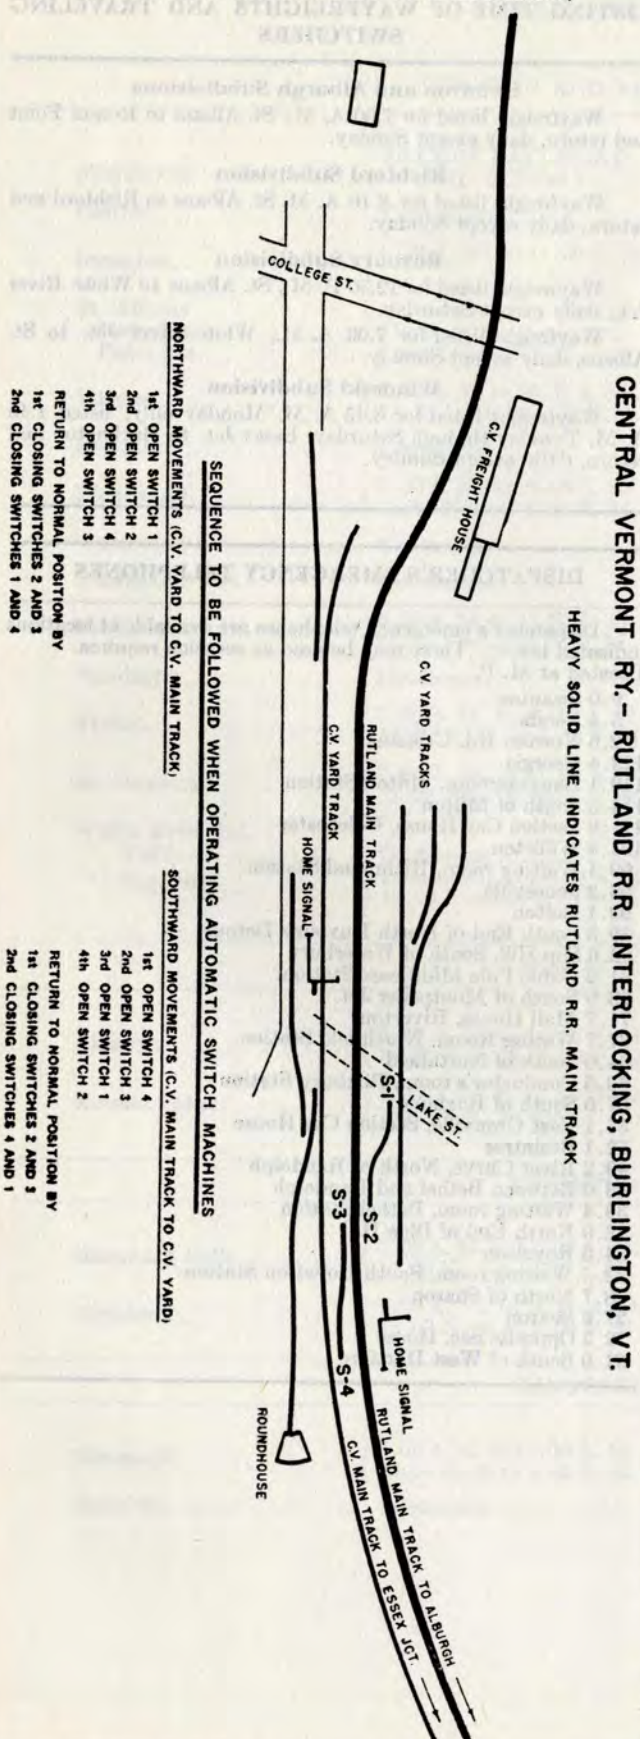 CENTRAL VERMONT RY. – RUTLAND R.R. INTERLOCKING, BURLINGTON, VT.
HEAVY SOLID LINE INDICATES RUTLAND R.R. MAIN TRACK
C.V. FREIGHT HOUSE
COLLEGE ST.
C.V. YARD TRACKS
RUTLAND MAIN TRACK
C.V. YARD TRACK
HOME SIGNAL
LAKE ST.
S-1
S-2
S-3
S-4
HOME SIGNAL
RUTLAND MAIN TRACK TO ALBURGH
C.V. MAIN TRACK TO ESSEX JCT.
ROUNDHOUSE
SEQUENCE TO BE FOLLOWED WHEN OPERATING AUTOMATIC SWITCH MACHINES
NORTHWARD MOVEMENTS (C.V. YARD TO C.V. MAIN TRACK)
1st OPEN SWITCH 1
2nd OPEN SWITCH 2
3rd OPEN SWITCH 4
4th OPEN SWITCH 3
RETURN TO NORMAL POSITION BY
1st CLOSING SWITCHES 2 AND 3
2nd CLOSING SWITCHES 1 AND 4
SOUTHWARD MOVEMENTS (C.V. MAIN TRACK TO C.V. YARD)
1st OPEN SWITCH 4
2nd OPEN SWITCH 3
3rd OPEN SWITCH 1
4th OPEN SWITCH 2
RETURN TO NORMAL POSITION BY
1st CLOSING SWITCHES 2 AND 3
2nd CLOSING SWITCHES 4 AND 1